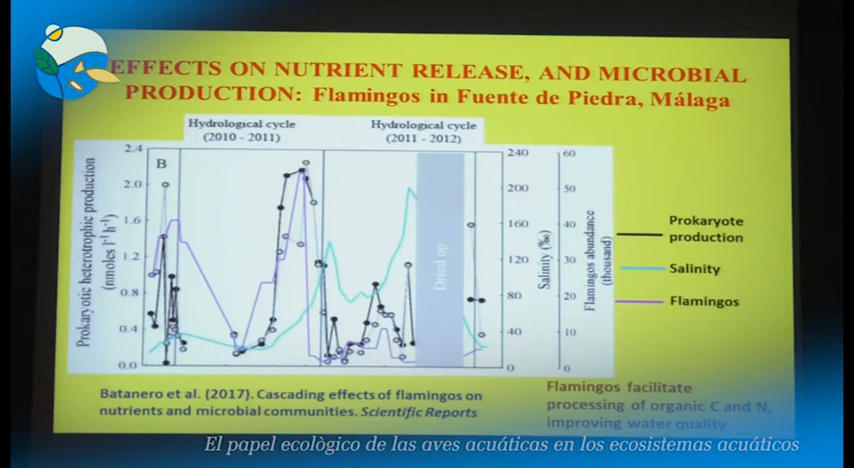 EFFECTS ON NUTRIENT RELEASE, AND MICROBIAL
PRODUCTION: Flamingos in Fuente de Piedra, Málaga
Hydrological cycle
(2010 - 2011)
Hydrological cycle
(2011 - 2012)
Prokaryotic heterotrophic production
(nmoles l⁻¹ h⁻¹)
2.4
2.0
1.6
1.2
0.8
0.4
0.0
B
Dried up
240
200
160
120
80
40
0
Salinity (‰)
60
50
40
30
20
10
0
Flamingos abundance
(thousand)
Prokaryote
production
Salinity
Flamingos
Batanero et al. (2017). Cascading effects of flamingos on
nutrients and microbial communities. Scientific Reports
Flamingos facilitate
processing of organic C and N,
improving water quality
El papel ecològico de las aves acuáticas en los ecosistemas acuáticos